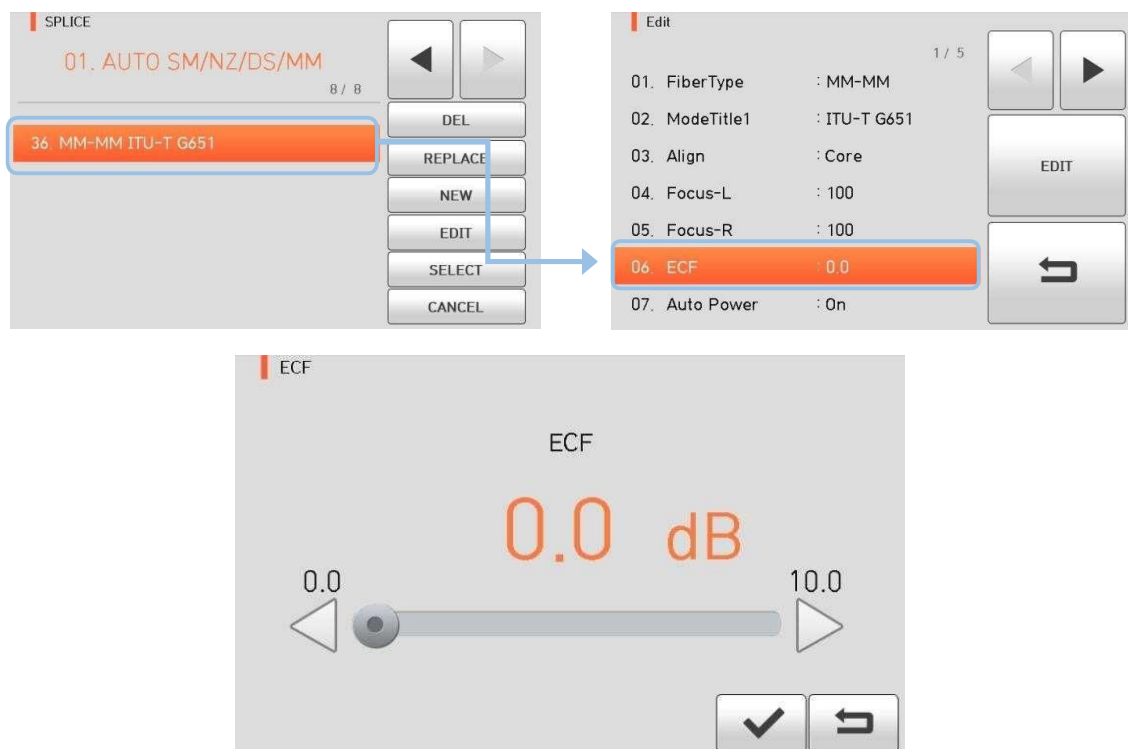 SPLICE
01. AUTO SM/NZ/DS/MM
8 / 8
36. MM-MM ITU-T G651
DEL
REPLACE
NEW
EDIT
SELECT
CANCEL
Edit
1 / 5
01. FiberType : MM-MM
02. ModeTitle1 : ITU-T G651
03. Align : Core
04. Focus-L : 100
05. Focus-R : 100
06. ECF : 0.0
07. Auto Power : On
EDIT
ECF
ECF
0.0 dB
0.0 10.0